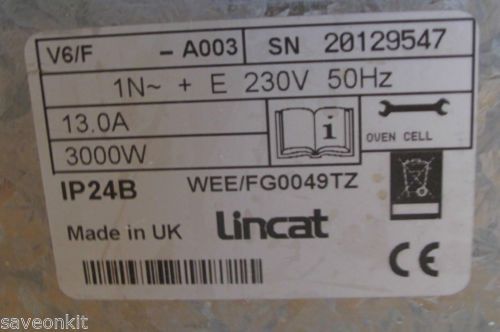 V6/F - A003 SN 20129547
1N~ + E 230V 50Hz
13.0A
3000W
i
OVEN CELL
IP24B WEE/FG0049TZ
Made in UK Lincat
CE
saveonkit saveonkit